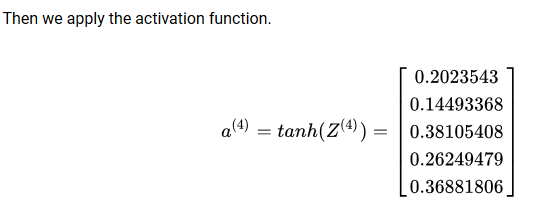 Then we apply the activation function.
0.2023543
0.14493368
a⁽⁴⁾ = tanh(Z⁽⁴⁾) = 0.38105408
0.26249479
0.36881806